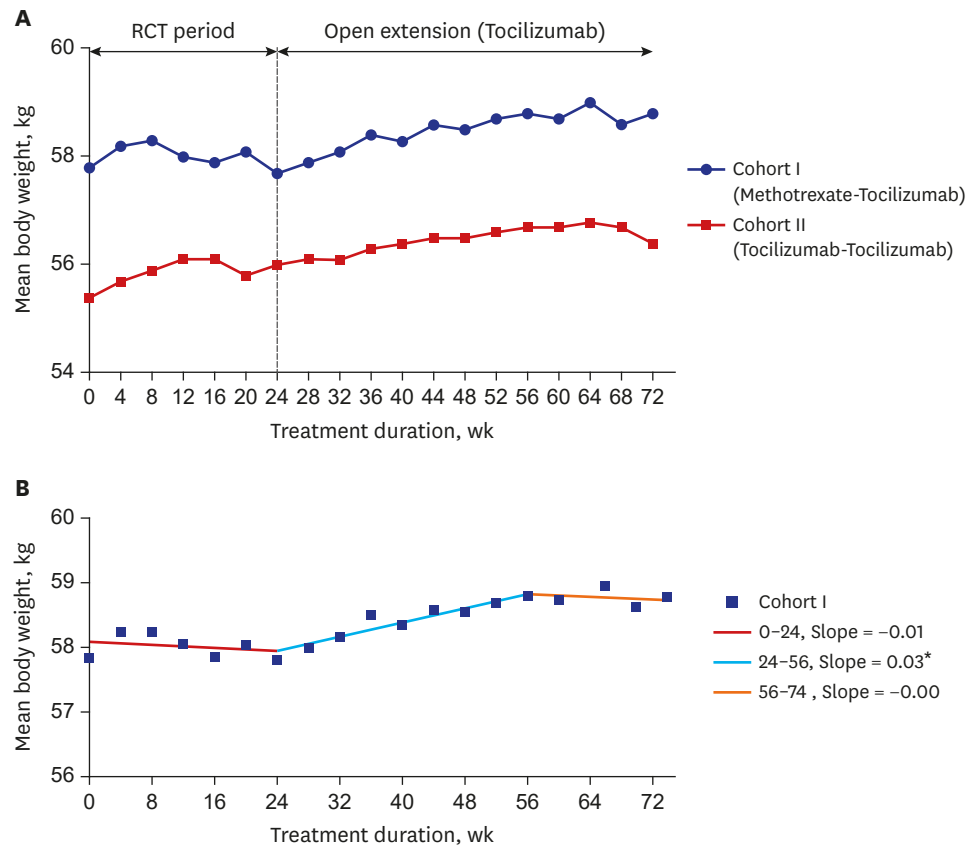 A
RCT period
Open extension (Tocilizumab)
60
58
56
54
Mean body weight, kg
0 4 8 12 16 20 24 28 32 36 40 44 48 52 56 60 64 68 72
Treatment duration, wk
Cohort I
(Methotrexate-Tocilizumab)
Cohort II
(Tocilizumab-Tocilizumab)
B
60
59
58
57
56
Mean body weight, kg
0 8 16 24 32 40 48 56 64 72
Treatment duration, wk
Cohort I
0–24, Slope = −0.01
24–56, Slope = 0.03*
56–74 , Slope = −0.00